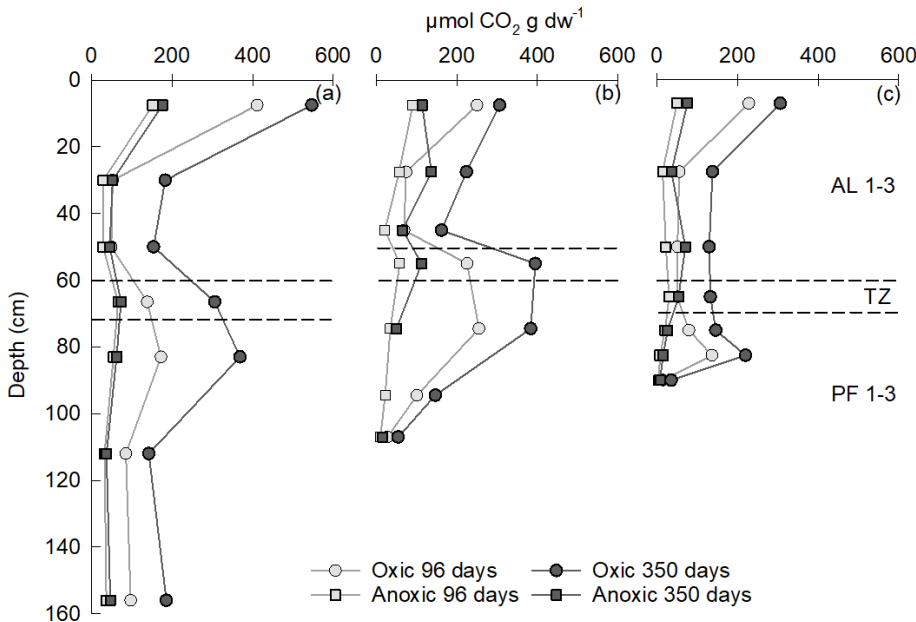 µmol CO₂ g dw⁻¹
0 200 400 600 0 200 400 600 0 200 400 600
(a) (b) (c)
0
20
40
60
80
100
120
140
160
Depth (cm)
AL 1-3
TZ
PF 1-3
Oxic 96 days Oxic 350 days
Anoxic 96 days Anoxic 350 days